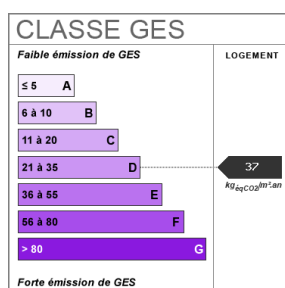 CLASSE GES
Faible émission de GES
LOGEMENT
≤ 5 A
6 à 10 B
11 à 20 C
21 à 35 D
37
kgéqCO2/m².an
36 à 55 E
56 à 80 F
> 80 G
Forte émission de GES